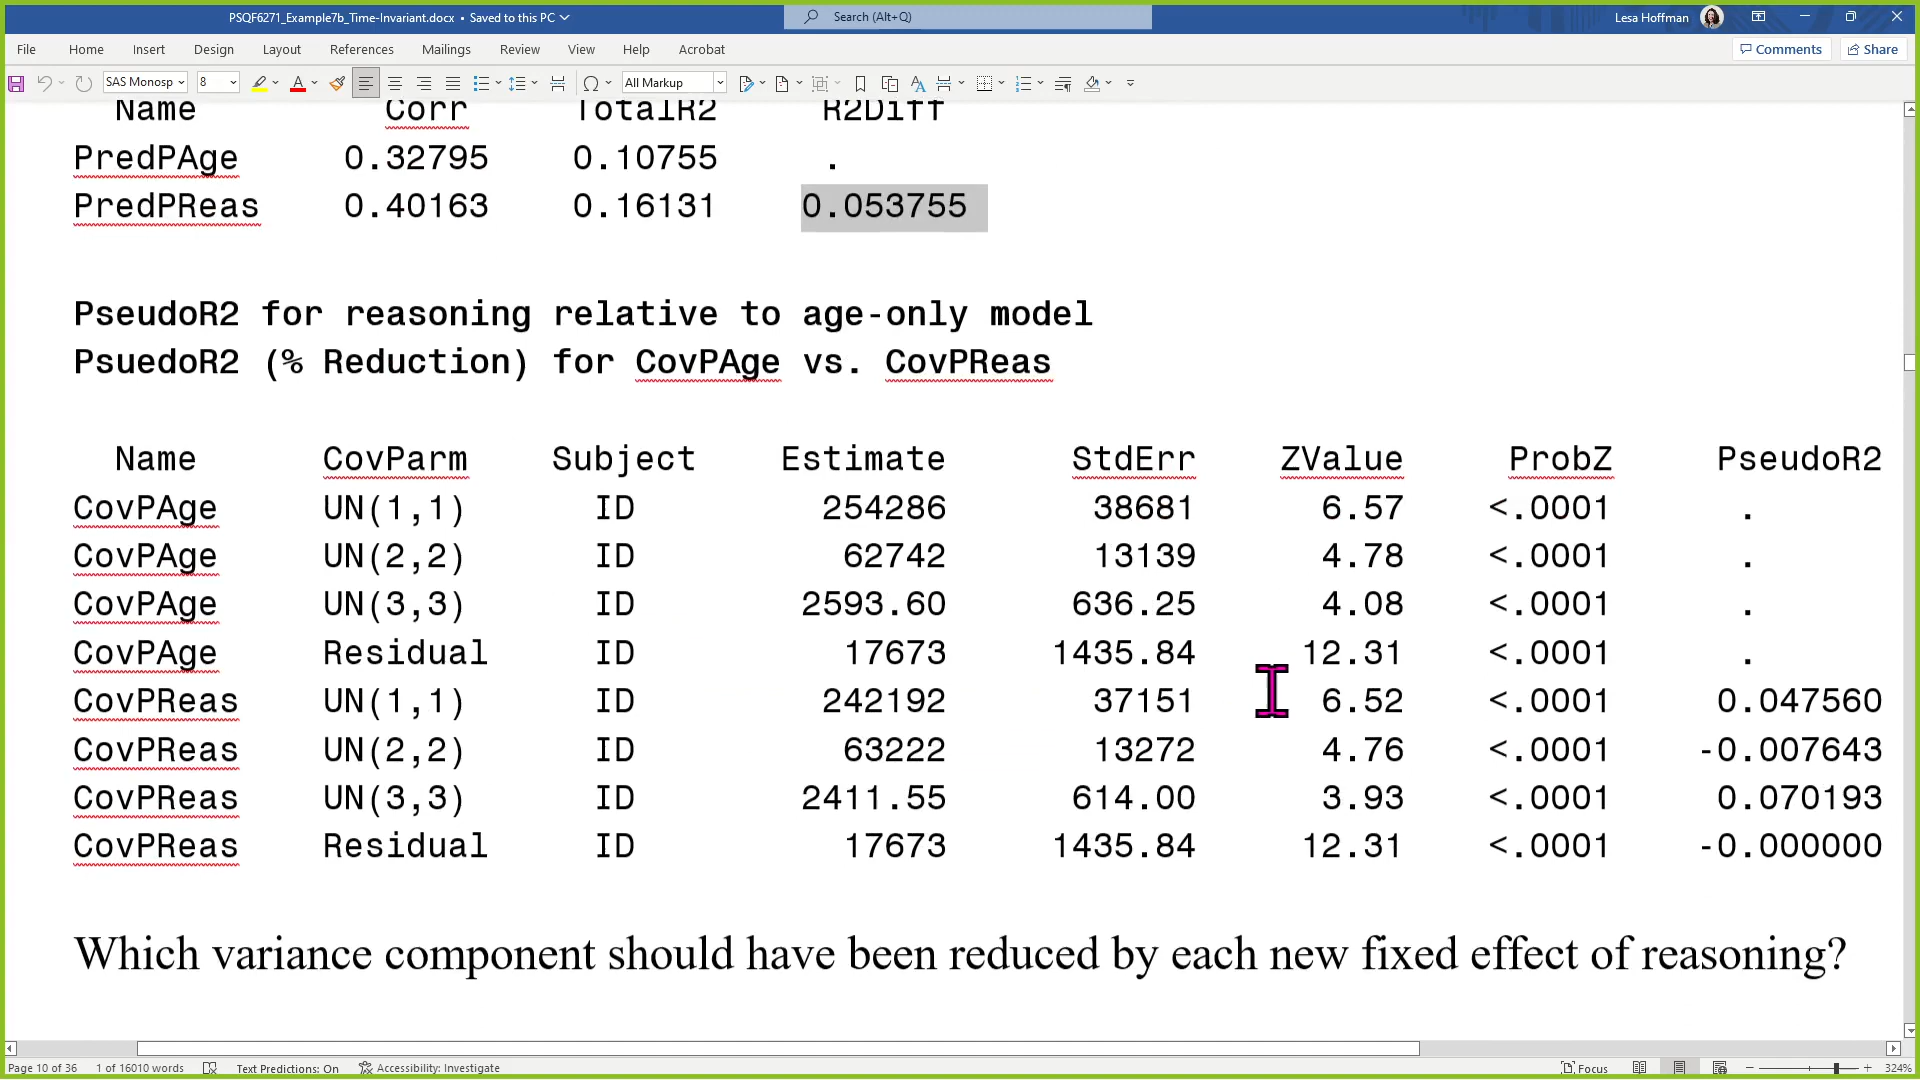 PSQF6271_Example7b_Time-Invariant.docx • Saved to this PC
Search (Alt+Q)
Lesa Hoffman
File Home Insert Design Layout References Mailings Review View Help Acrobat
Comments Share
SAS Monosp 8 All Markup
Name Corr TotalR2 R2Diff
PredPAge 0.32795 0.10755 .
PredPReas 0.40163 0.16131 0.053755
PseudoR2 for reasoning relative to age-only model
PsuedoR2 (% Reduction) for CovPAge vs. CovPReas
Name CovParm Subject Estimate StdErr ZValue ProbZ PseudoR2
CovPAge UN(1,1) ID 254286 38681 6.57 <.0001 .
CovPAge UN(2,2) ID 62742 13139 4.78 <.0001 .
CovPAge UN(3,3) ID 2593.60 636.25 4.08 <.0001 .
CovPAge Residual ID 17673 1435.84 12.31 <.0001 .
CovPReas UN(1,1) ID 242192 37151 6.52 <.0001 0.047560
CovPReas UN(2,2) ID 63222 13272 4.76 <.0001 -0.007643
CovPReas UN(3,3) ID 2411.55 614.00 3.93 <.0001 0.070193
CovPReas Residual ID 17673 1435.84 12.31 <.0001 -0.000000
Which variance component should have been reduced by each new fixed effect of reasoning?
Page 10 of 36 1 of 16010 words Text Predictions: On Accessibility: Investigate Focus 324%